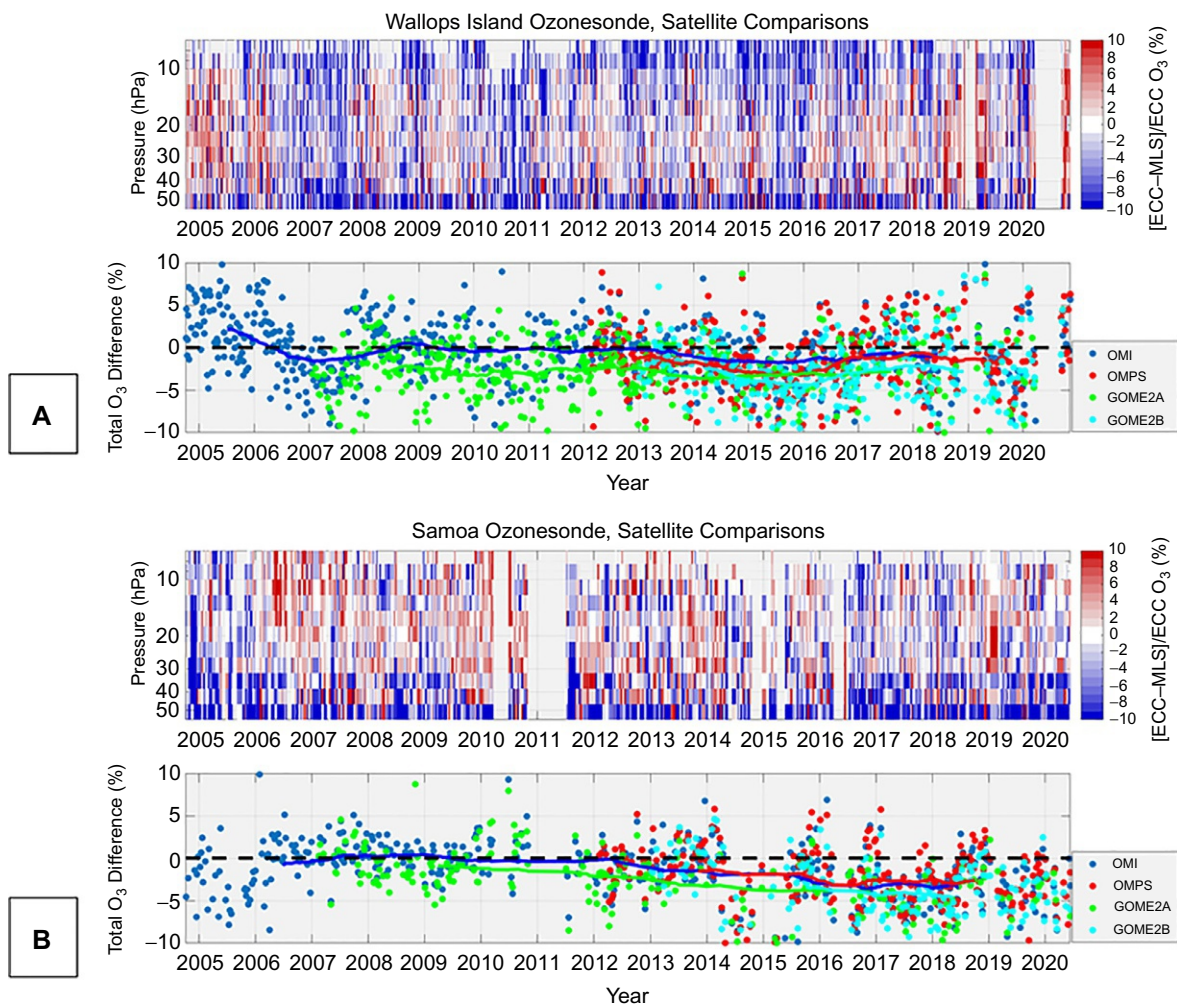 Wallops Island Ozonesonde, Satellite Comparisons
Pressure (hPa)
10
20
30
40
50
2005 2006 2007 2008 2009 2010 2011 2012 2013 2014 2015 2016 2017 2018 2019 2020
10
8
6
4
2
0
−2
−4
−6
−8
−10
[ECC–MLS]/ECC O₃ (%)
A
Total O₃ Difference (%)
10
5
0
−5
−10
2005 2006 2007 2008 2009 2010 2011 2012 2013 2014 2015 2016 2017 2018 2019 2020
Year
OMI
OMPS
GOME2A
GOME2B
Samoa Ozonesonde, Satellite Comparisons
Pressure (hPa)
10
20
30
40
50
2005 2006 2007 2008 2009 2010 2011 2012 2013 2014 2015 2016 2017 2018 2019 2020
10
8
6
4
2
0
−2
−4
−6
−8
−10
[ECC–MLS]/ECC O₃ (%)
B
Total O₃ Difference (%)
10
5
0
−5
−10
2005 2006 2007 2008 2009 2010 2011 2012 2013 2014 2015 2016 2017 2018 2019 2020
Year
OMI
OMPS
GOME2A
GOME2B